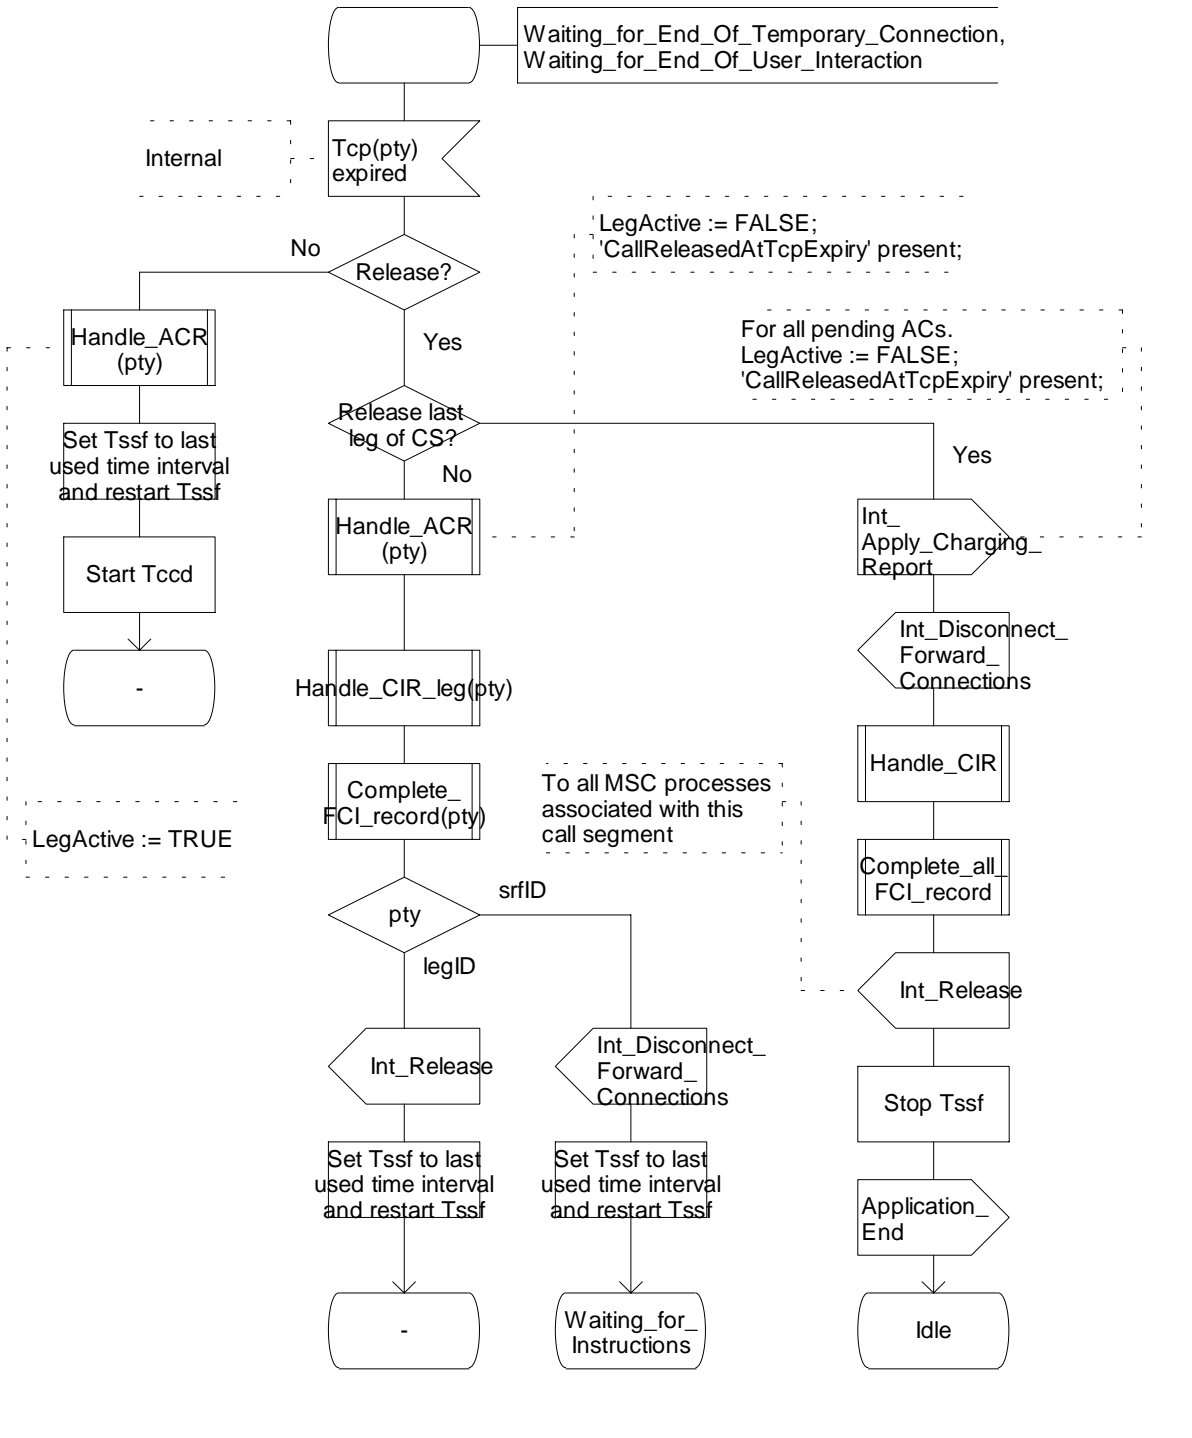 Waiting_for_End_Of_Temporary_Connection,
Waiting_for_End_Of_User_Interaction
Internal
Tcp(pty)
expired
LegActive := FALSE;
'CallReleasedAtTcpExpiry' present;
No
Release?
Yes
For all pending ACs.
LegActive := FALSE;
'CallReleasedAtTcpExpiry' present;
Handle_ACR
(pty)
Release last
leg of CS?
Yes
No
Set Tssf to last
used time interval
and restart Tssf
Handle_ACR
(pty)
Int_
Apply_Charging_
Report
Start Tccd
Int_Disconnect_
Forward_
Connections
-
Handle_CIR_leg(pty)
Handle_CIR
Complete_
FCI_record(pty)
To all MSC processes
associated with this
call segment
LegActive := TRUE
Complete_all_
FCI_record
srfID
pty
legID
Int_Release
Int_Release
Int_Disconnect_
Forward_
Connections
Stop Tssf
Set Tssf to last
used time interval
and restart Tssf
Set Tssf to last
used time interval
and restart Tssf
Application_
End
-
Waiting_for_
Instructions
Idle